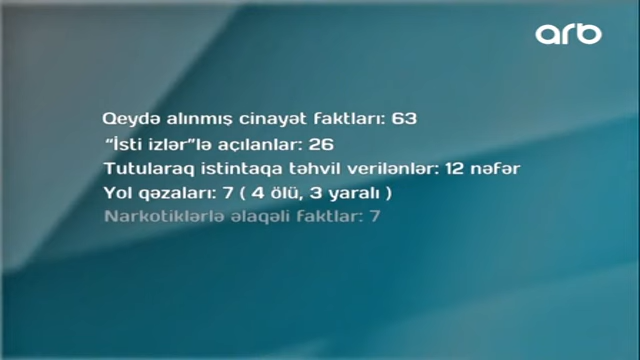 arb
Qeydə alınmış cinayət faktları: 63
“İsti izlər”lə açılanlar: 26
Tutularaq istintaqa təhvil verilənlər: 12 nəfər
Yol qəzaları: 7 ( 4 ölü, 3 yaralı )
Narkotiklərlə əlaqəli faktlar: 7